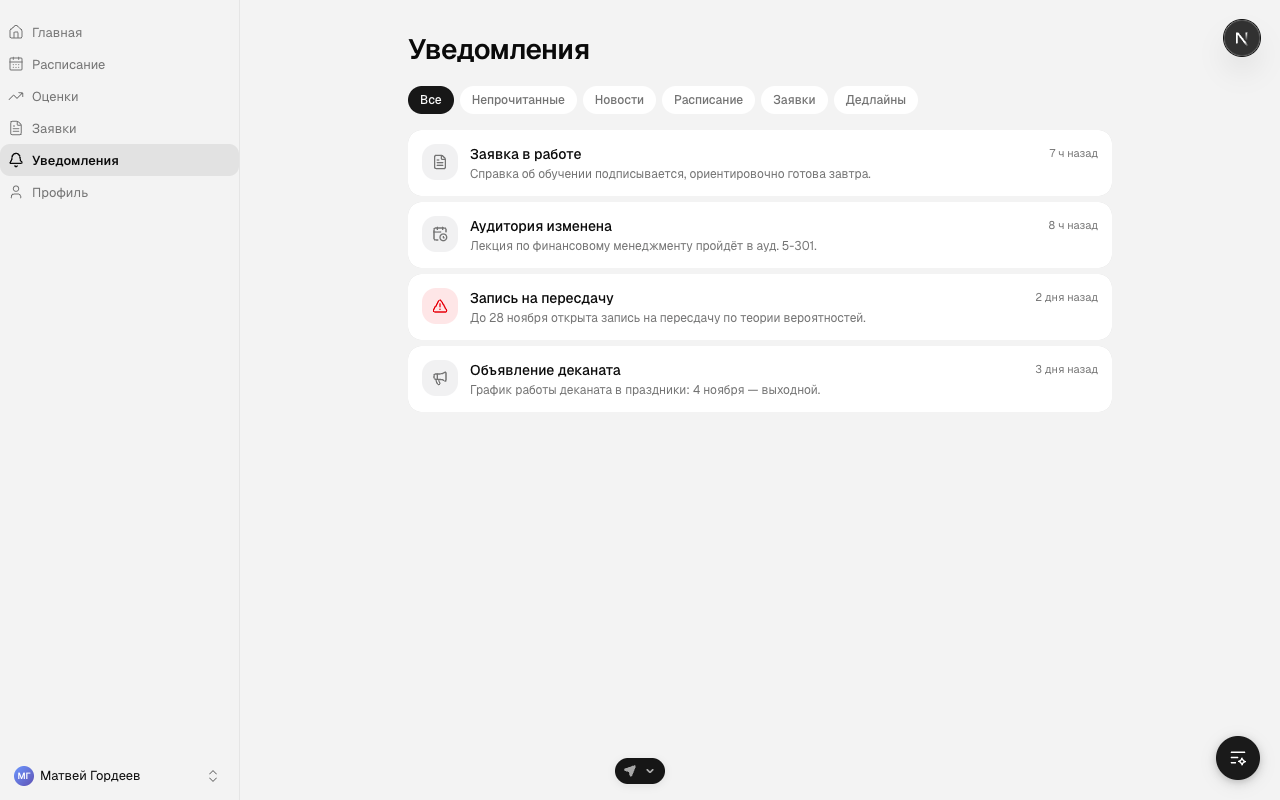 Главная
Расписание
Оценки
Заявки
Уведомления
Профиль
Уведомления
Все
Непрочитанные
Новости
Расписание
Заявки
Дедлайны
Заявка в работе
7 ч назад
Справка об обучении подписывается, ориентировочно готова завтра.
Аудитория изменена
8 ч назад
Лекция по финансовому менеджменту пройдёт в ауд. 5-301.
Запись на пересдачу
2 дня назад
До 28 ноября открыта запись на пересдачу по теории вероятностей.
Объявление деканата
3 дня назад
График работы деканата в праздники: 4 ноября — выходной.
МГ Матвей Гордеев
N